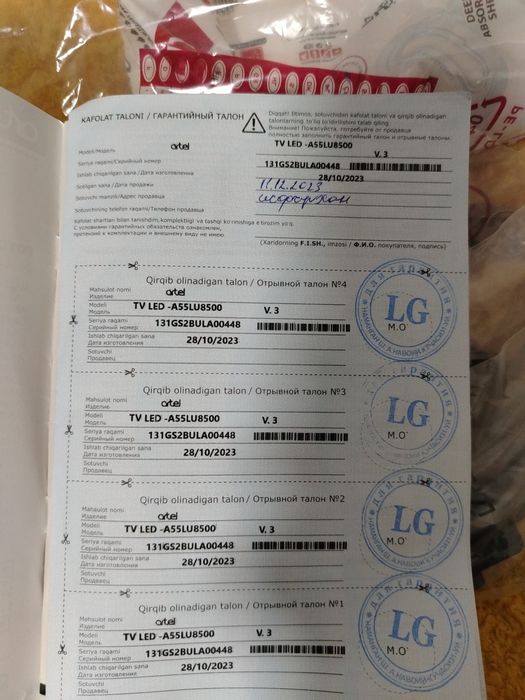 KAFOLAT TALONI / ГАРАНТИЙНЫЙ ТАЛОН
Diqqat! Iltimos, sotuvchidan kafolat taloni va qirqib olinadigan
talonlarning to'liq to'ldirilishini talab qiling.
Внимание! Пожалуйста, потребуйте от продавца
полностью заполнить гарантийный талон и отрывные талоны.
artel
Modeli/Модель TV LED -A55LU8500 V. 3
Seriya raqami/Серийный номер 131GS2BULA00448
Ishlab chiqarilgan sana / Дата изготовления 28/10/2023
Sotilgan sana / Дата продажи 11.12.2023
Sotuvchi manzili/Адрес продавца
Sotuvchining telefon raqami/Телефон продавца
Kafolat shartlari bilan tanishdim, komplektligi va tashqi ko'rinishiga e'tirozim yo'q.
С условиями гарантийных обязательств ознакомлен,
претензий к комплектации и внешнему виду не имею.
(Xaridorning F.I.SH., imzosi / Ф.И.О. покупателя, подпись)
Qirqib olinadigan talon / Отрывной талон №4
Mahsulot nomi
Изделие artel
Modeli
Модель TV LED -A55LU8500 V. 3
Seriya raqami
Серийный номер 131GS2BULA00448
Ishlab chiqarilgan sana
Дата изготовления 28/10/2023
Sotuvchi
Продавец
ДЛЯ ГАРАНТИЯ
LG
M.O'
Qirqib olinadigan talon / Отрывной талон №3
Mahsulot nomi
Изделие artel
Modeli
Модель TV LED -A55LU8500 V. 3
Seriya raqami
Серийный номер 131GS2BULA00448
Ishlab chiqarilgan sana
Дата изготовления 28/10/2023
Sotuvchi
Продавец
LG
M.O'
Qirqib olinadigan talon / Отрывной талон №2
Mahsulot nomi
Изделие artel
Modeli
Модель TV LED -A55LU8500 V. 3
Seriya raqami
Серийный номер 131GS2BULA00448
Ishlab chiqarilgan sana
Дата изготовления 28/10/2023
Sotuvchi
Продавец
ДЛЯ ГАРАНТИЯ
LG
M.O'
Qirqib olinadigan talon / Отрывной талон №1
Mahsulot nomi
Изделие artel
Modeli
Модель TV LED -A55LU8500 V. 3
Seriya raqami
Серийный номер 131GS2BULA00448
Ishlab chiqarilgan sana
Дата изготовления 28/10/2023
Sotuvchi
Продавец
ДЛЯ ГАРАНТИЯ
LG
M.O'